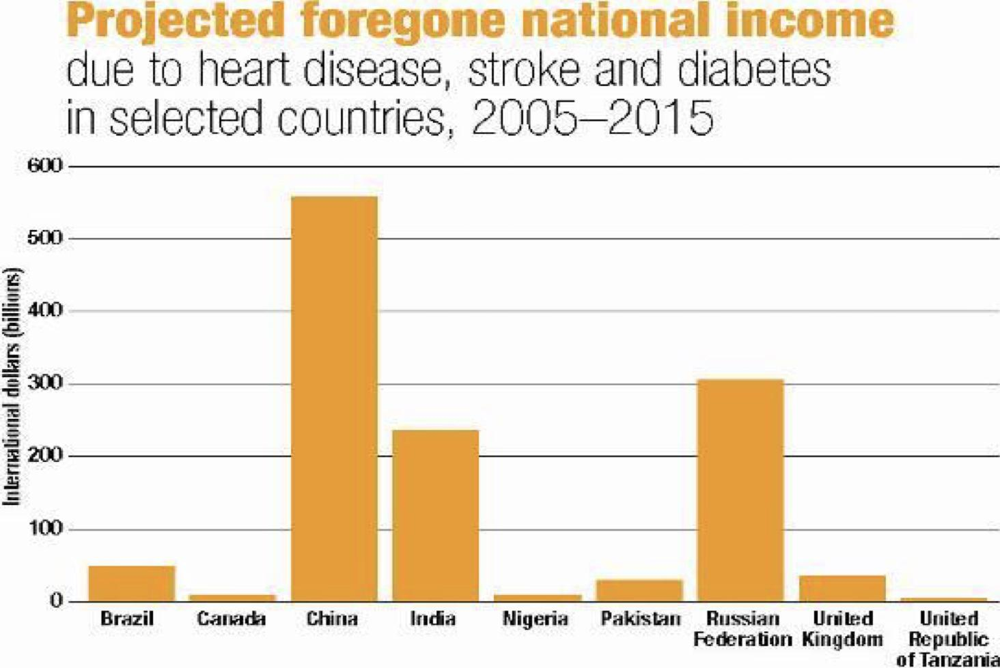 Projected foregone national income
due to heart disease, stroke and diabetes
in selected countries, 2005–2015
600
500
400
300
200
100
0
International dollars (billions)
Brazil
Canada
China
India
Nigeria
Pakistan
Russian
Federation
United
Kingdom
United
Republic
of Tanzania